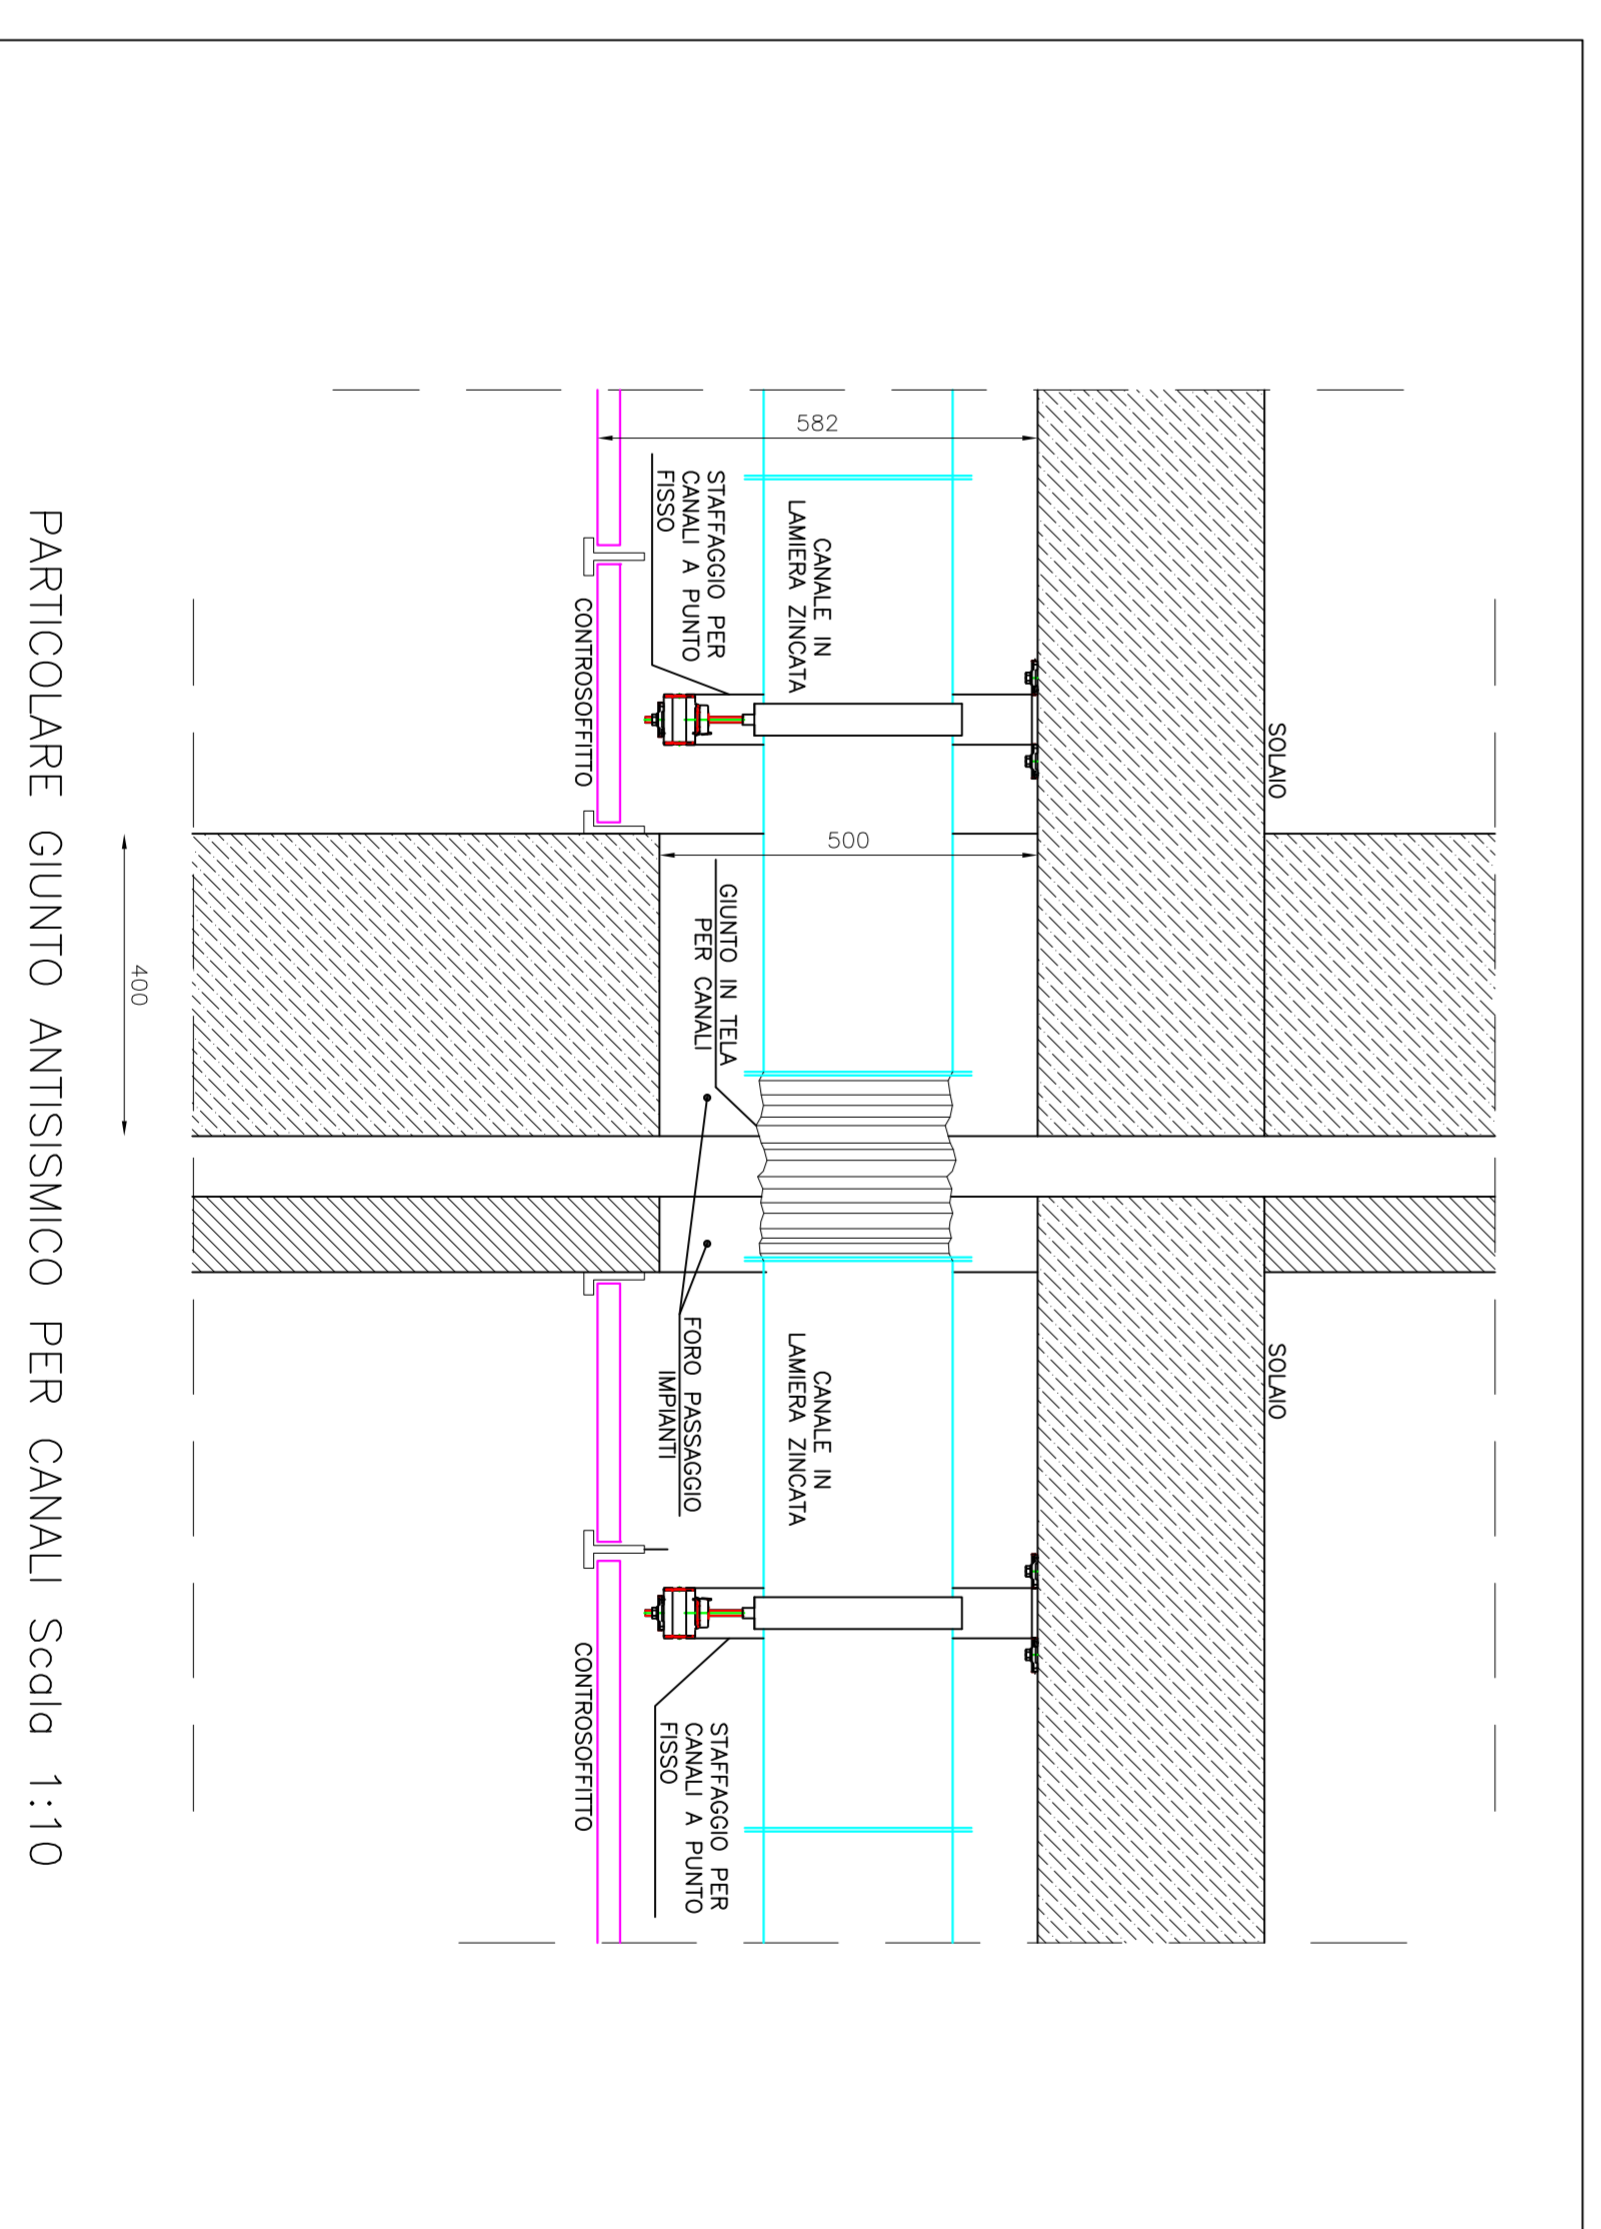 SOLAIO
SOLAIO
582
CANALE IN
LAMIERA ZINCATA
STAFFAGGIO PER
CANALI A PUNTO
FISSO
CONTROSOFFITTO
500
GIUNTO IN TELA
PER CANALI
FORO PASSAGGIO
IMPIANTI
CANALE IN
LAMIERA ZINCATA
STAFFAGGIO PER
CANALI A PUNTO
FISSO
CONTROSOFFITTO
400
PARTICOLARE GIUNTO ANTISISMICO PER CANALI Scala 1:10